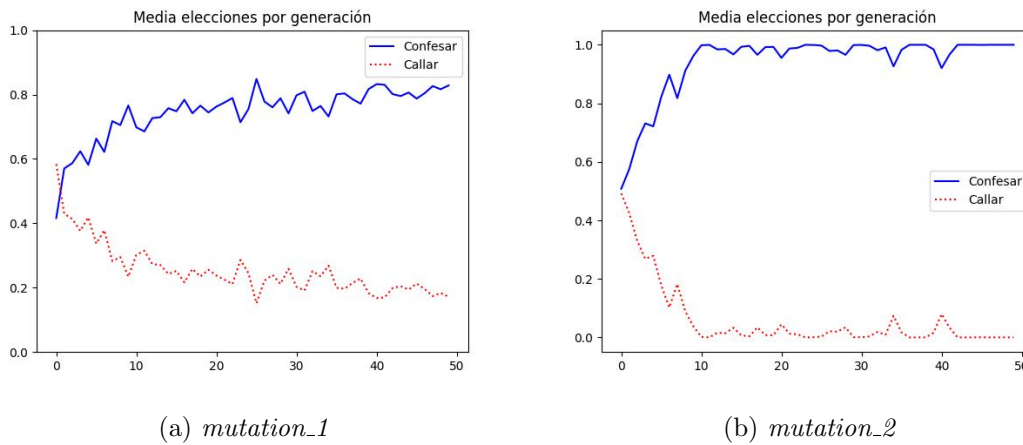 Media elecciones por generación
1.0
0.8
0.6
0.4
0.2
0.0
0 10 20 30 40 50
Confesar
Callar
(a) mutation_1
Media elecciones por generación
1.0
0.8
0.6
0.4
0.2
0.0
0 10 20 30 40 50
Confesar
Callar
(b) mutation_2